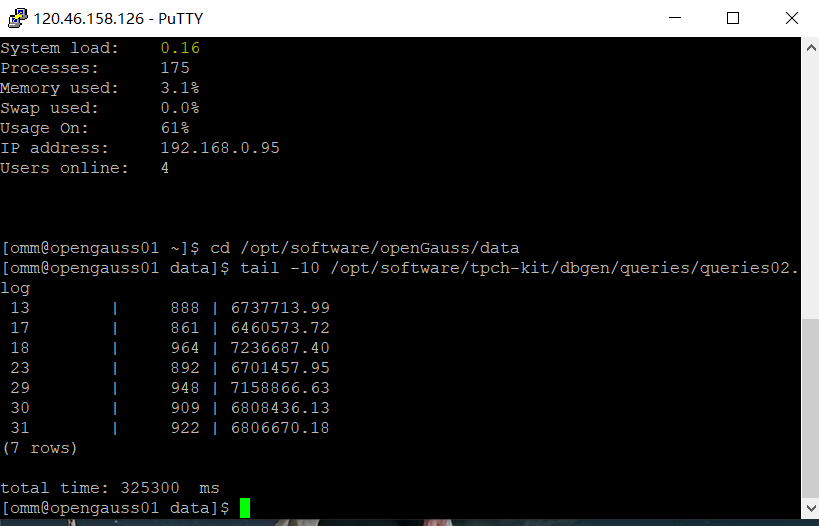 120.46.158.126 - PuTTY
System load:    0.16
Processes:      175
Memory used:    3.1%
Swap used:      0.0%
Usage On:       61%
IP address:     192.168.0.95
Users online:   4
[omm@opengauss01 ~]$ cd /opt/software/openGauss/data
[omm@opengauss01 data]$ tail -10 /opt/software/tpch-kit/dbgen/queries/queries02.
log
 13        |     888 | 6737713.99
 17        |     861 | 6460573.72
 18        |     964 | 7236687.40
 23        |     892 | 6701457.95
 29        |     948 | 7158866.63
 30        |     909 | 6808436.13
 31        |     922 | 6806670.18
(7 rows)
total time: 325300  ms
[omm@opengauss01 data]$